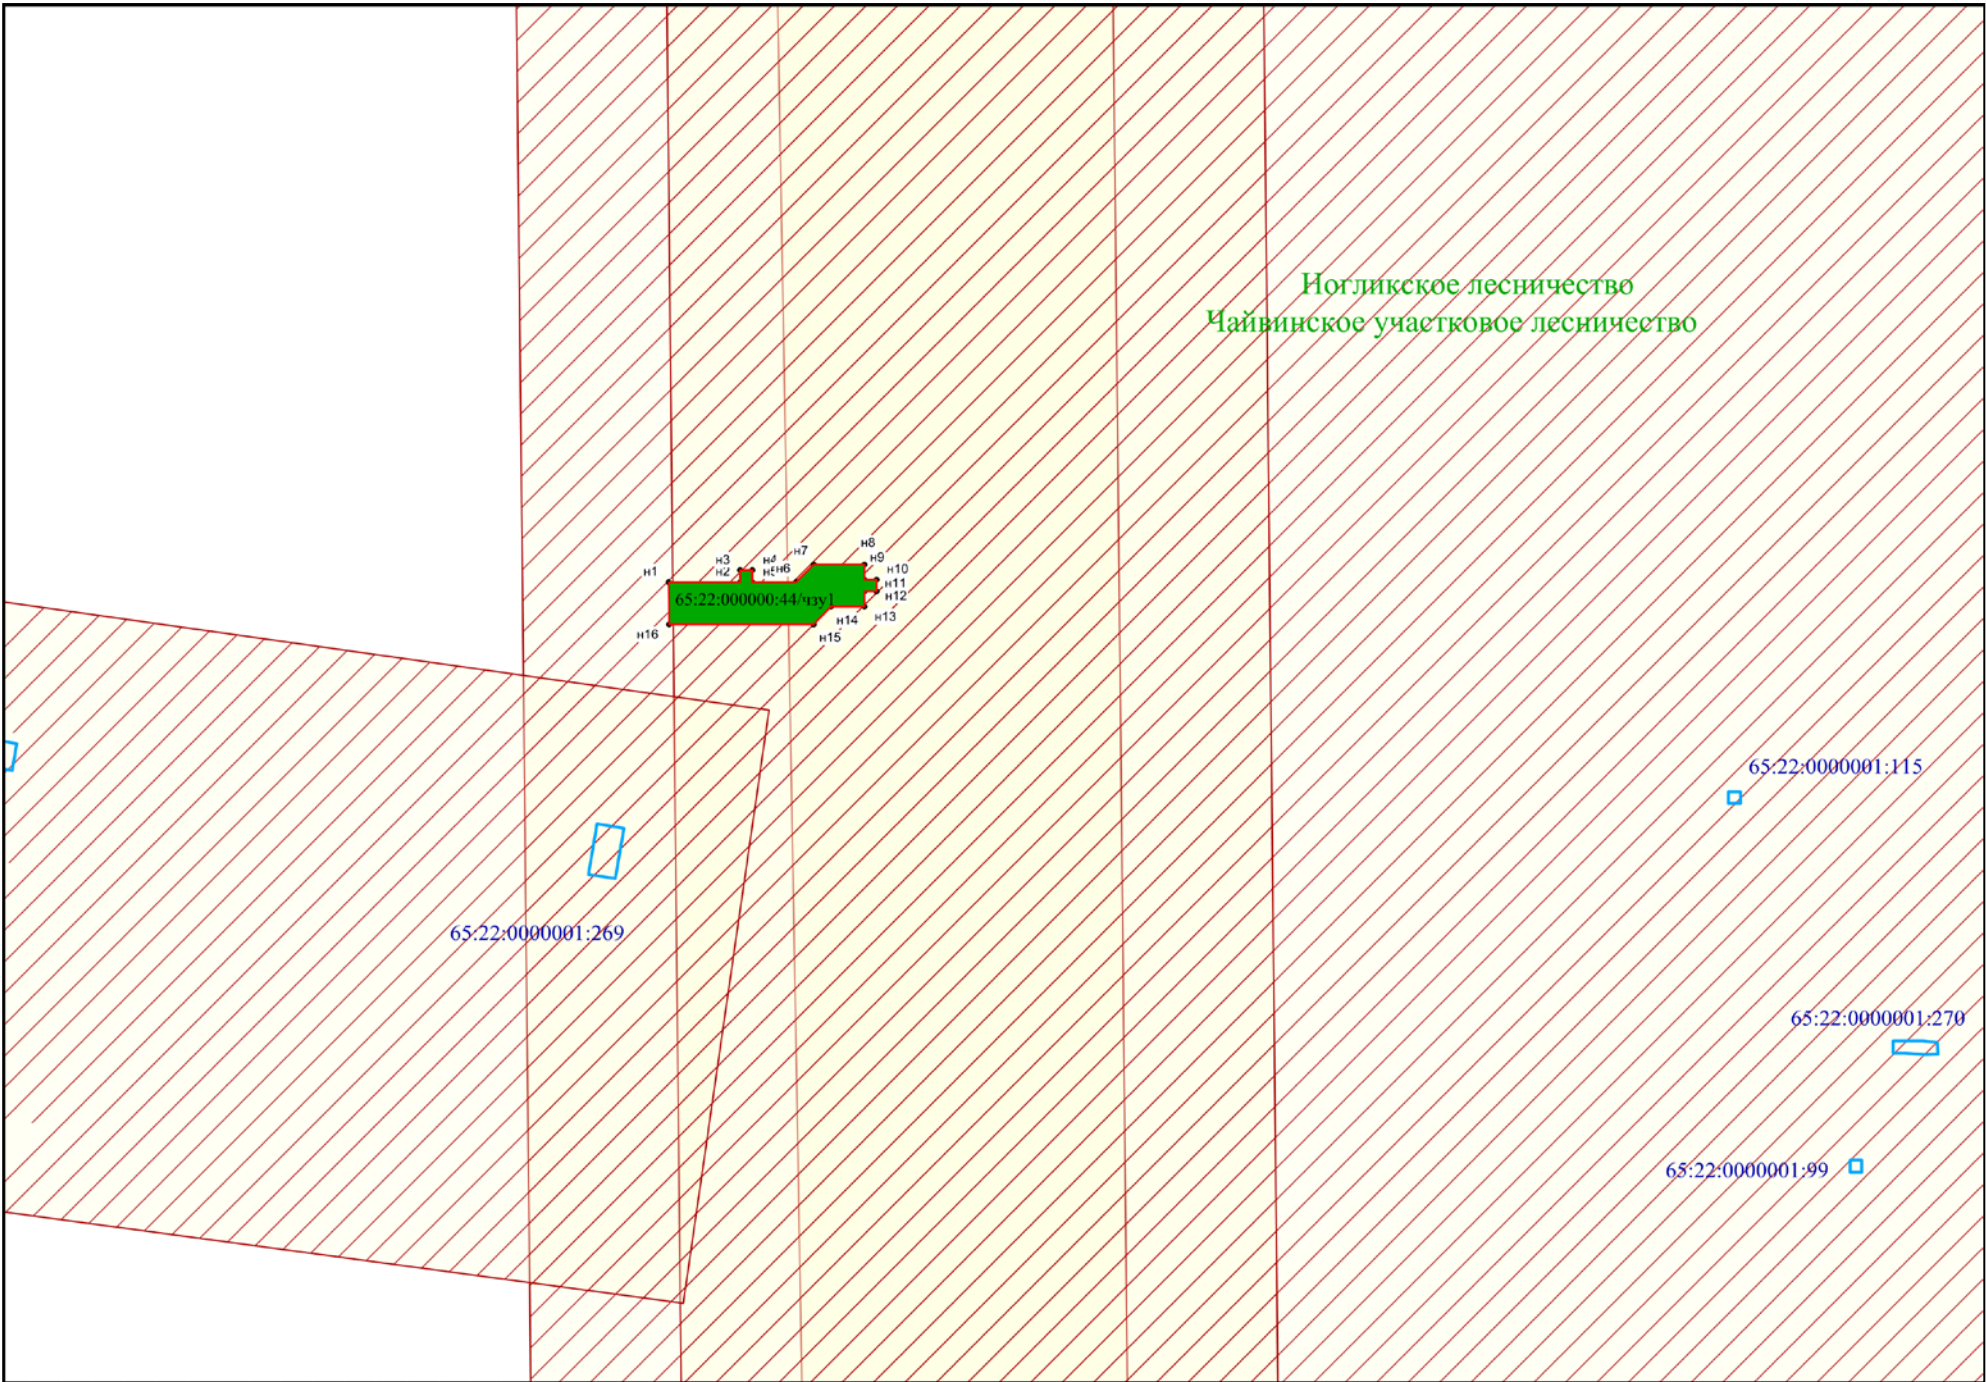 Ногликское лесничество
Чайвинское участковое лесничество
н8
н7
н9
н3
н4
н10
н1
н2
н5
н6
н11
65:22:000000:44/чзу1
н12
н14
н13
н16
н15
65:22:0000001:115
65:22:0000001:269
65:22:0000001:270
65:22:0000001:99